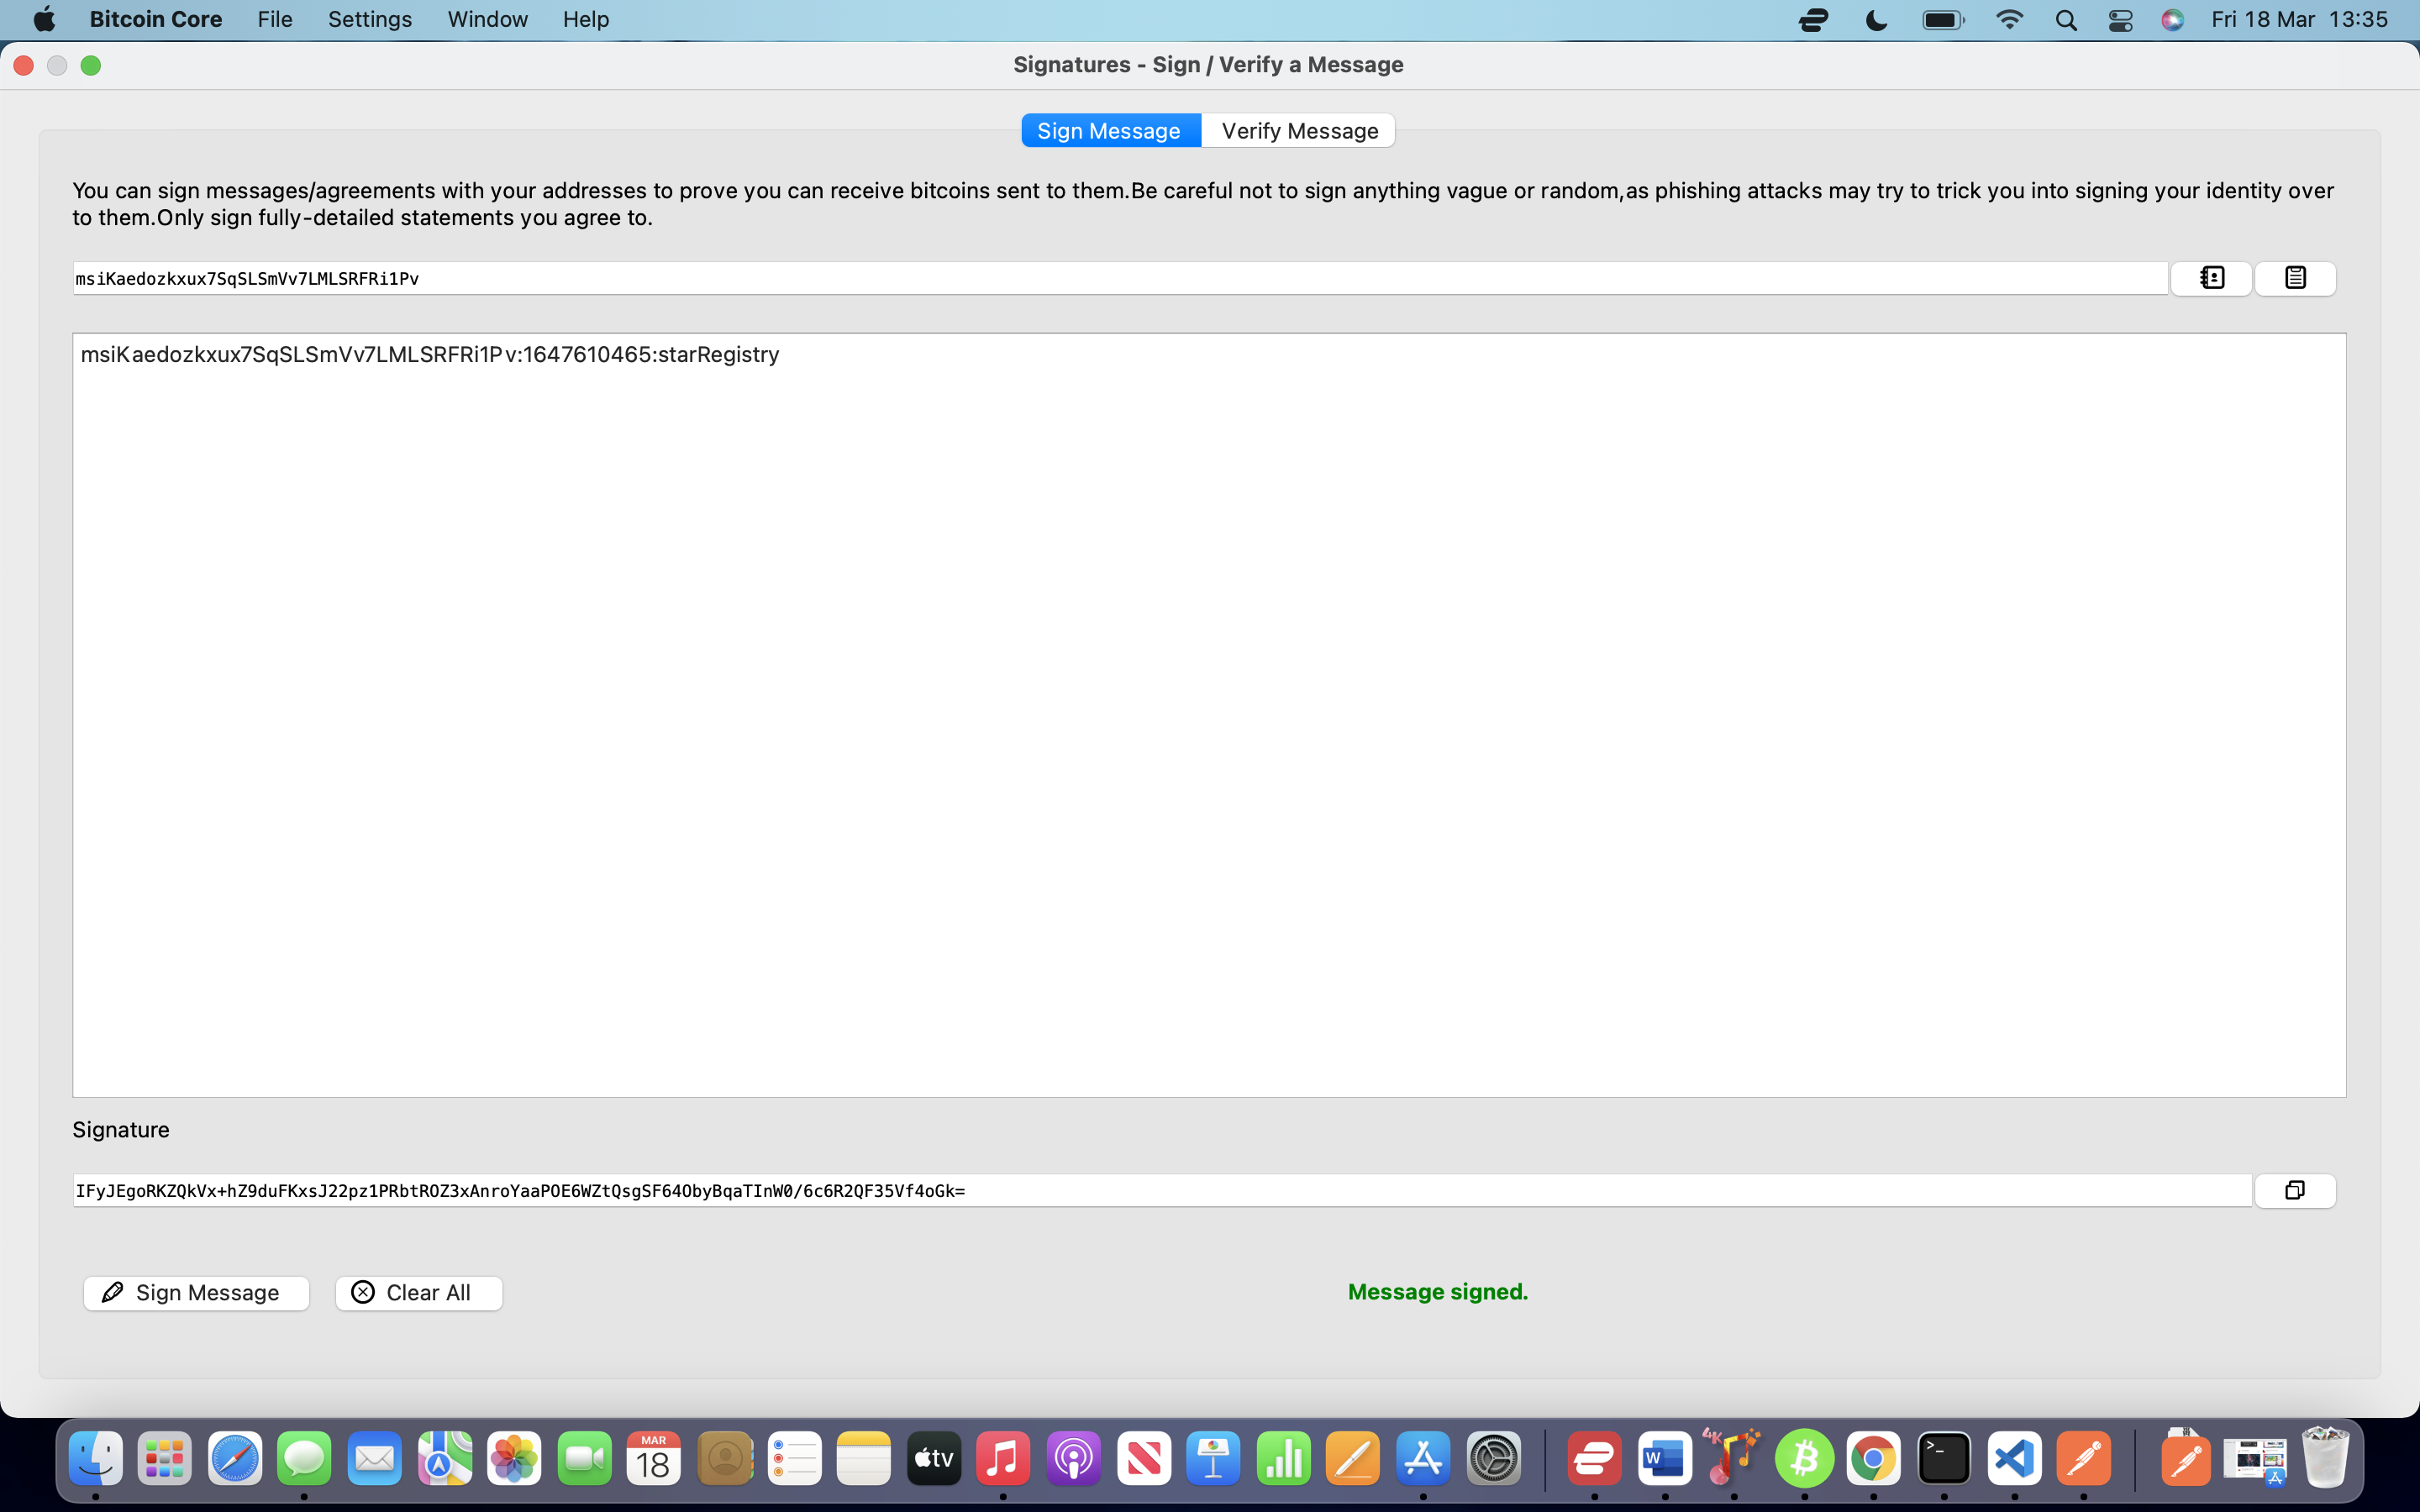 Bitcoin Core File Settings Window Help Fri 18 Mar 13:35
Signatures - Sign / Verify a Message
Sign Message Verify Message
You can sign messages/agreements with your addresses to prove you can receive bitcoins sent to them.Be careful not to sign anything vague or random,as phishing attacks may try to trick you into signing your identity over
to them.Only sign fully-detailed statements you agree to.
msiKaedozkxux7SqSLSmVv7LMLSRFRi1Pv
msiKaedozkxux7SqSLSmVv7LMLSRFRi1Pv:1647610465:starRegistry
Signature
IFyJEgoRKZQkVx+hZ9duFKxsJ22pz1PRbtROZ3xAnroYaaPOE6WZtQsgSF64ObyBqaTInW0/6c6R2QF35Vf4oGk=
Sign Message Clear All Message signed.
MAR
18
tv
W
4K
>_